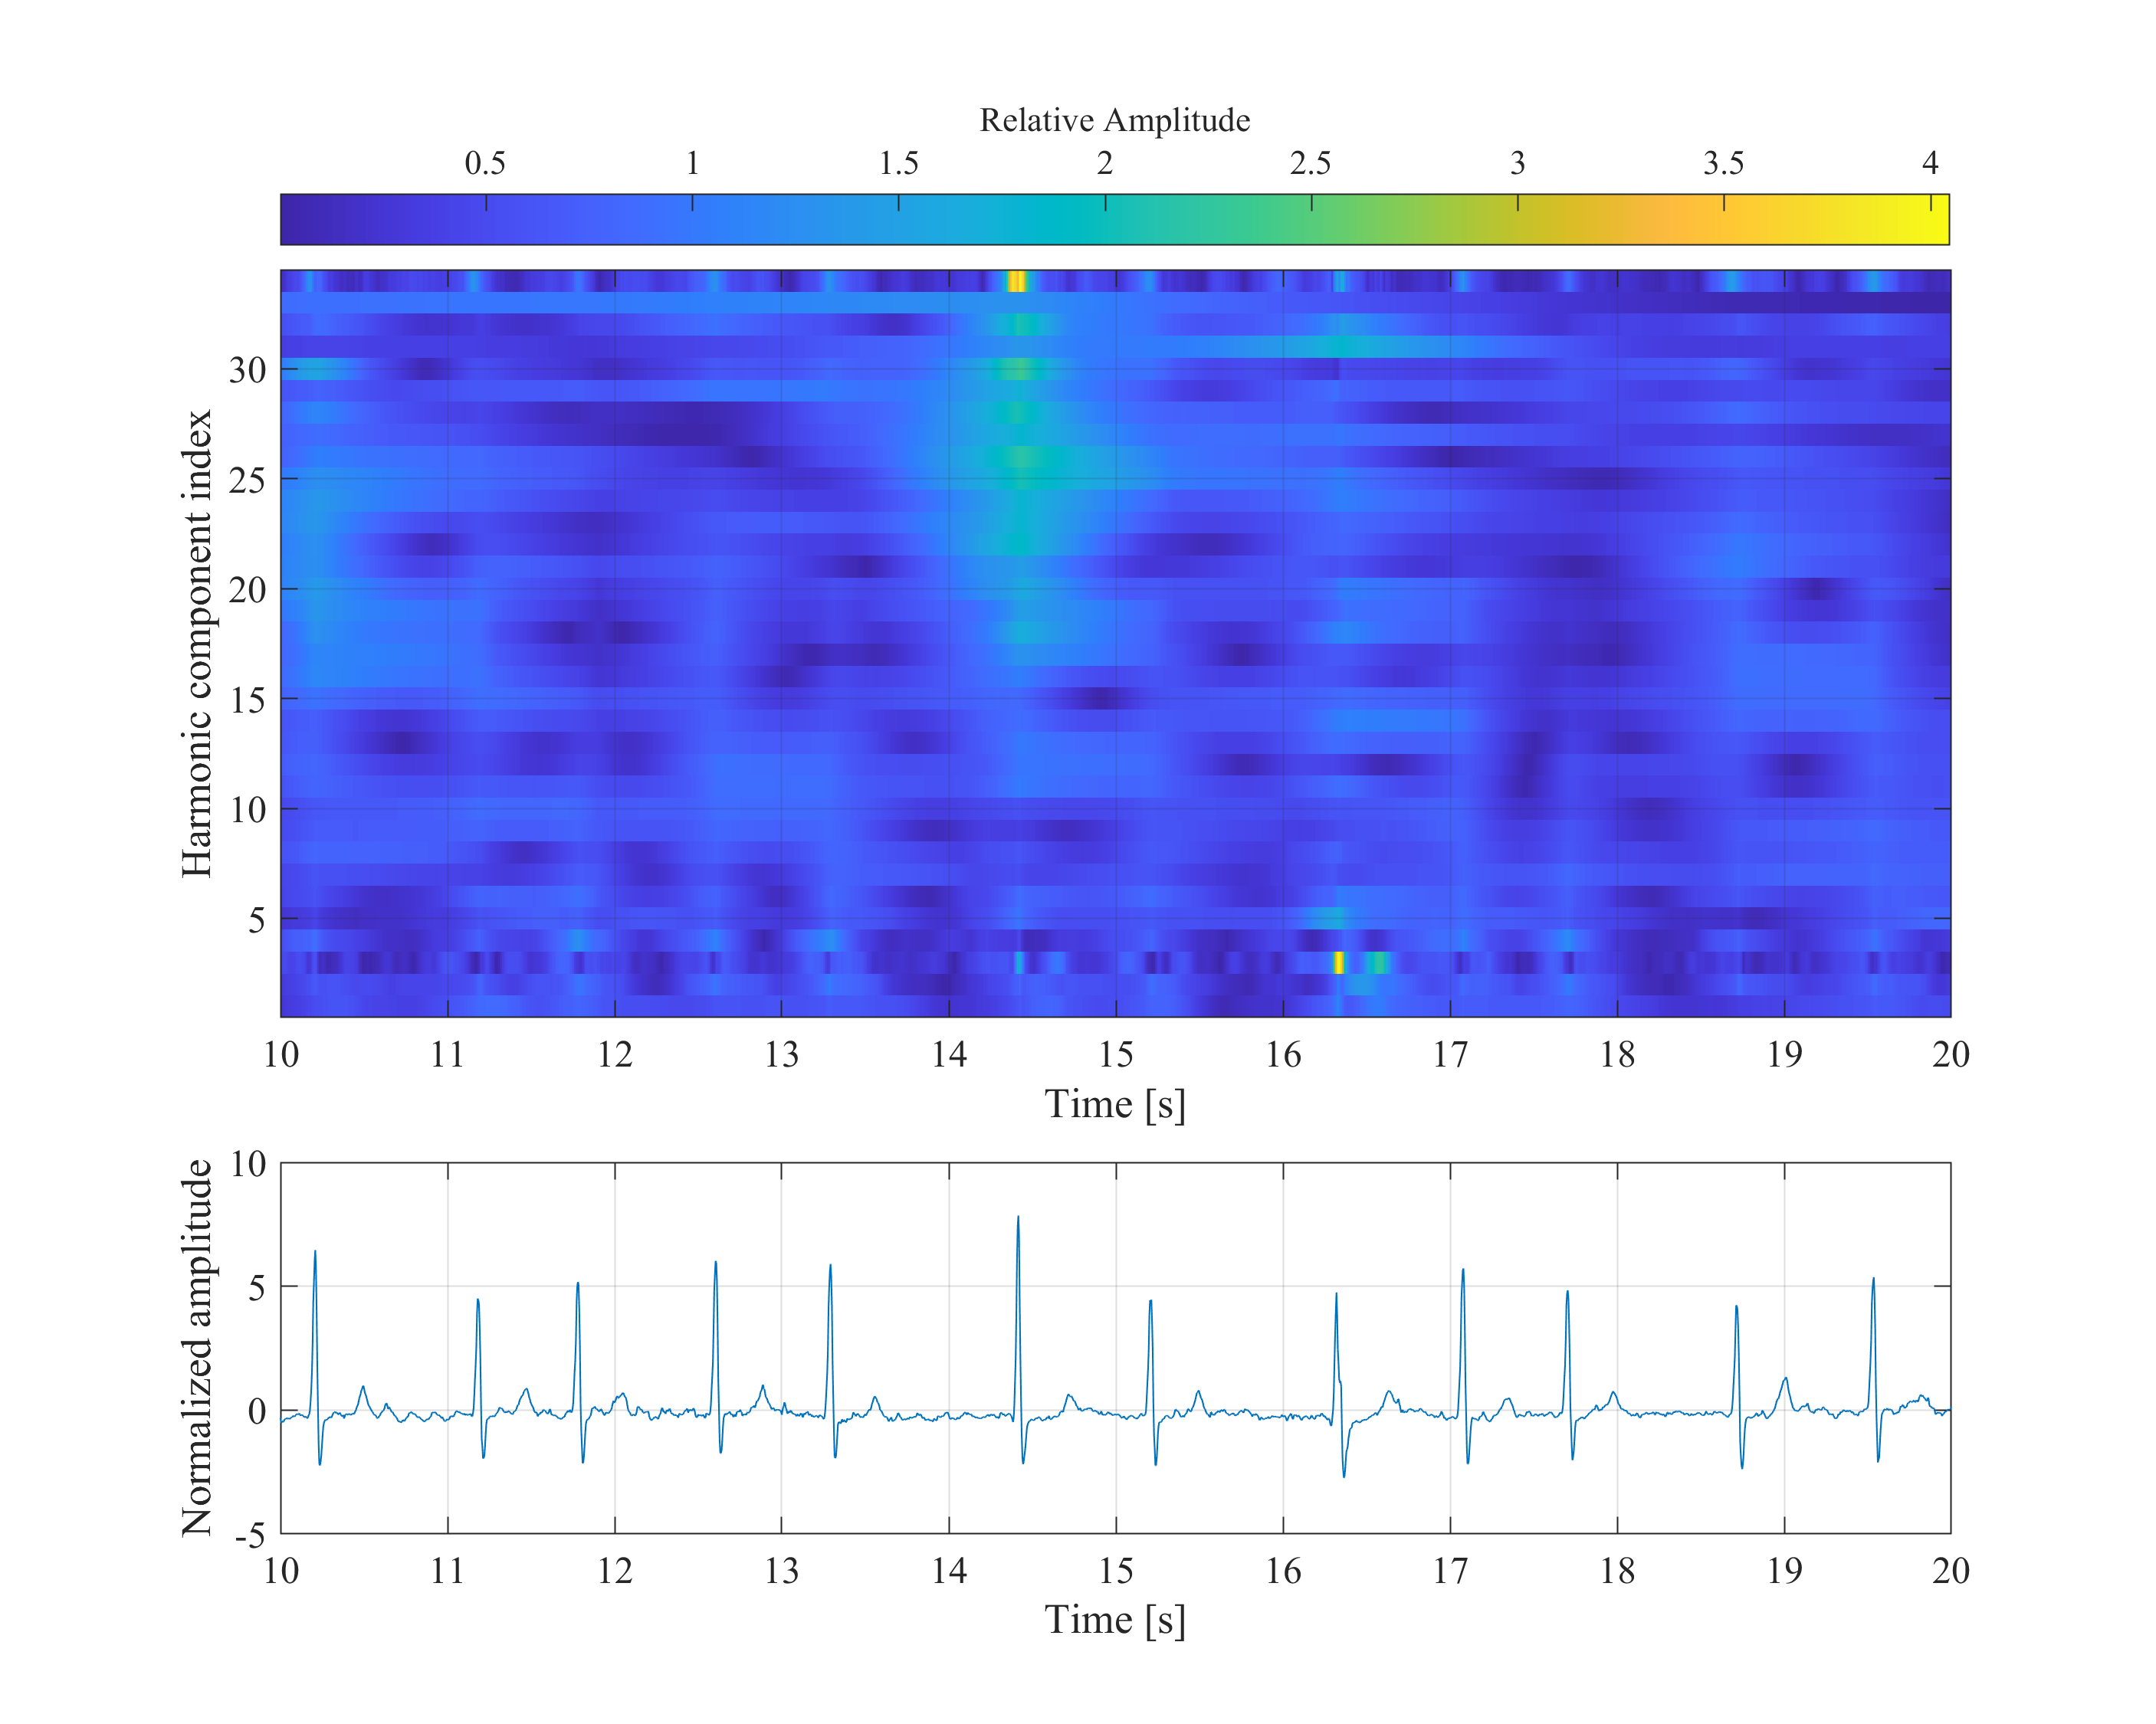 Relative Amplitude
0.5 1 1.5 2 2.5 3 3.5 4
Harmonic component index
30
25
20
15
10
5
10 11 12 13 14 15 16 17 18 19 20
Time [s]
Normalized amplitude
10
5
0
-5
10 11 12 13 14 15 16 17 18 19 20
Time [s]